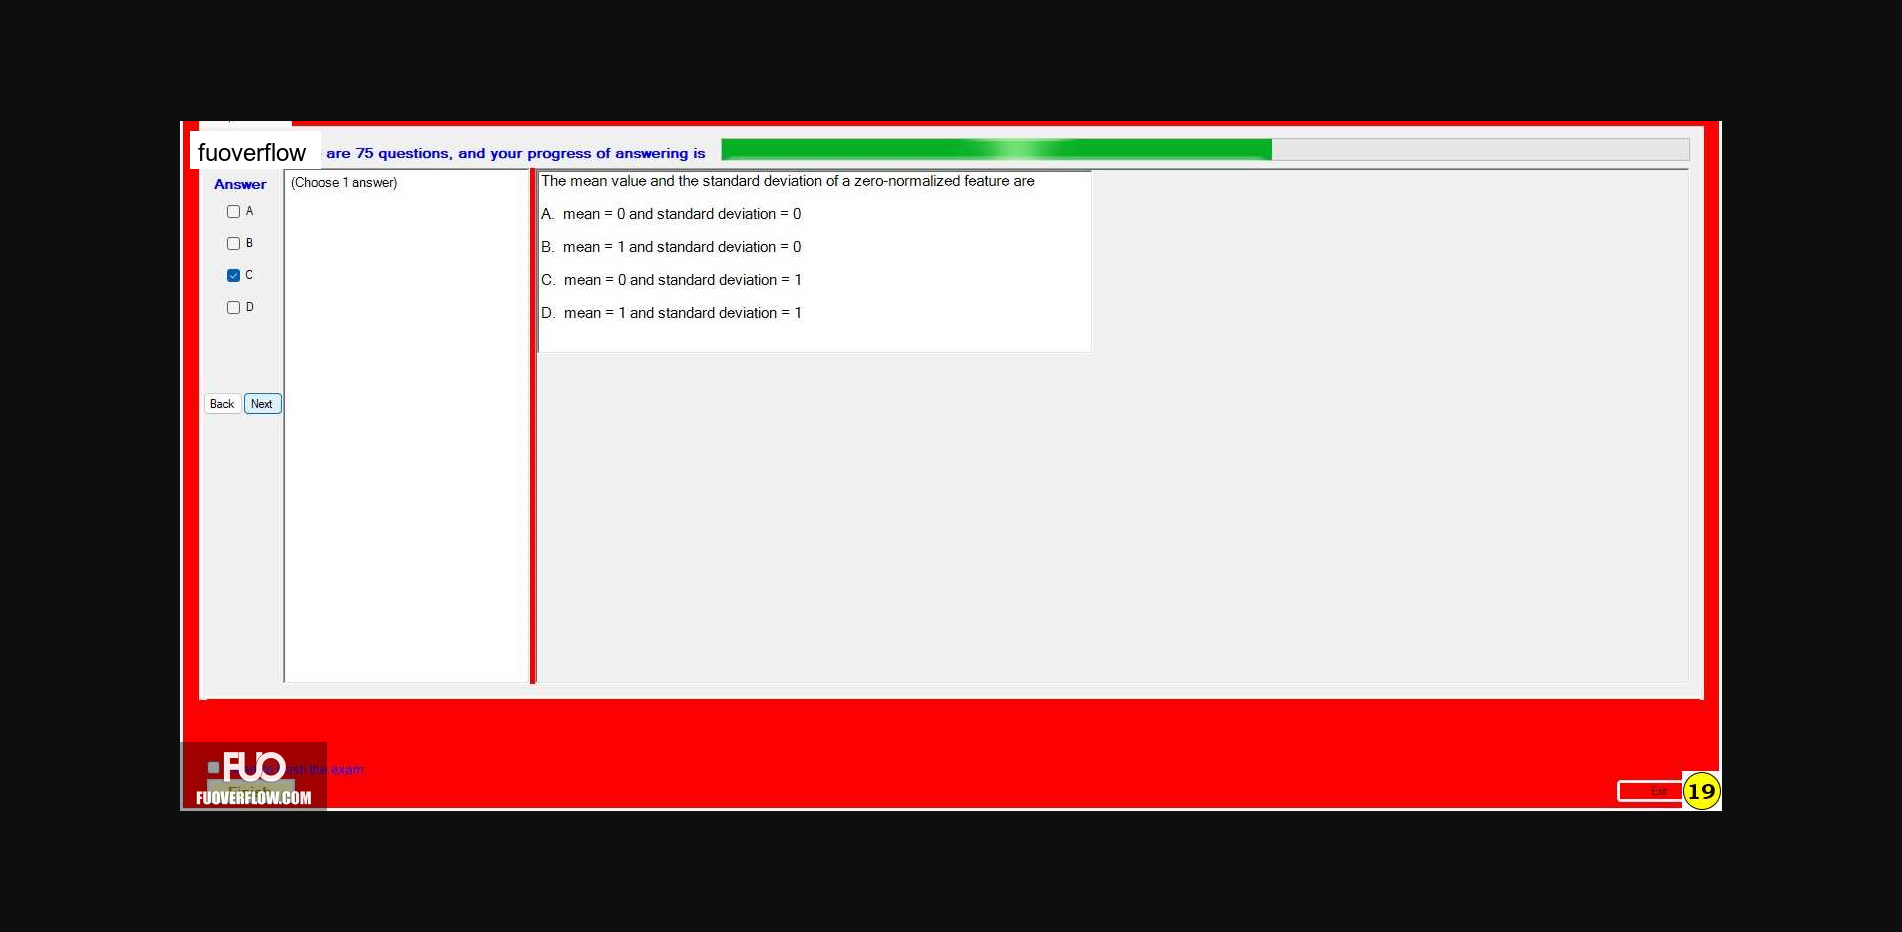 fuoverflow are 75 questions, and your progress of answering is
Answer
(Choose 1 answer)
A
B
C
D
Back Next
The mean value and the standard deviation of a zero-normalized feature are
A. mean = 0 and standard deviation = 0
B. mean = 1 and standard deviation = 0
C. mean = 0 and standard deviation = 1
D. mean = 1 and standard deviation = 1
FUO
the exam
FUOVERFLOW.COM
Exit
19